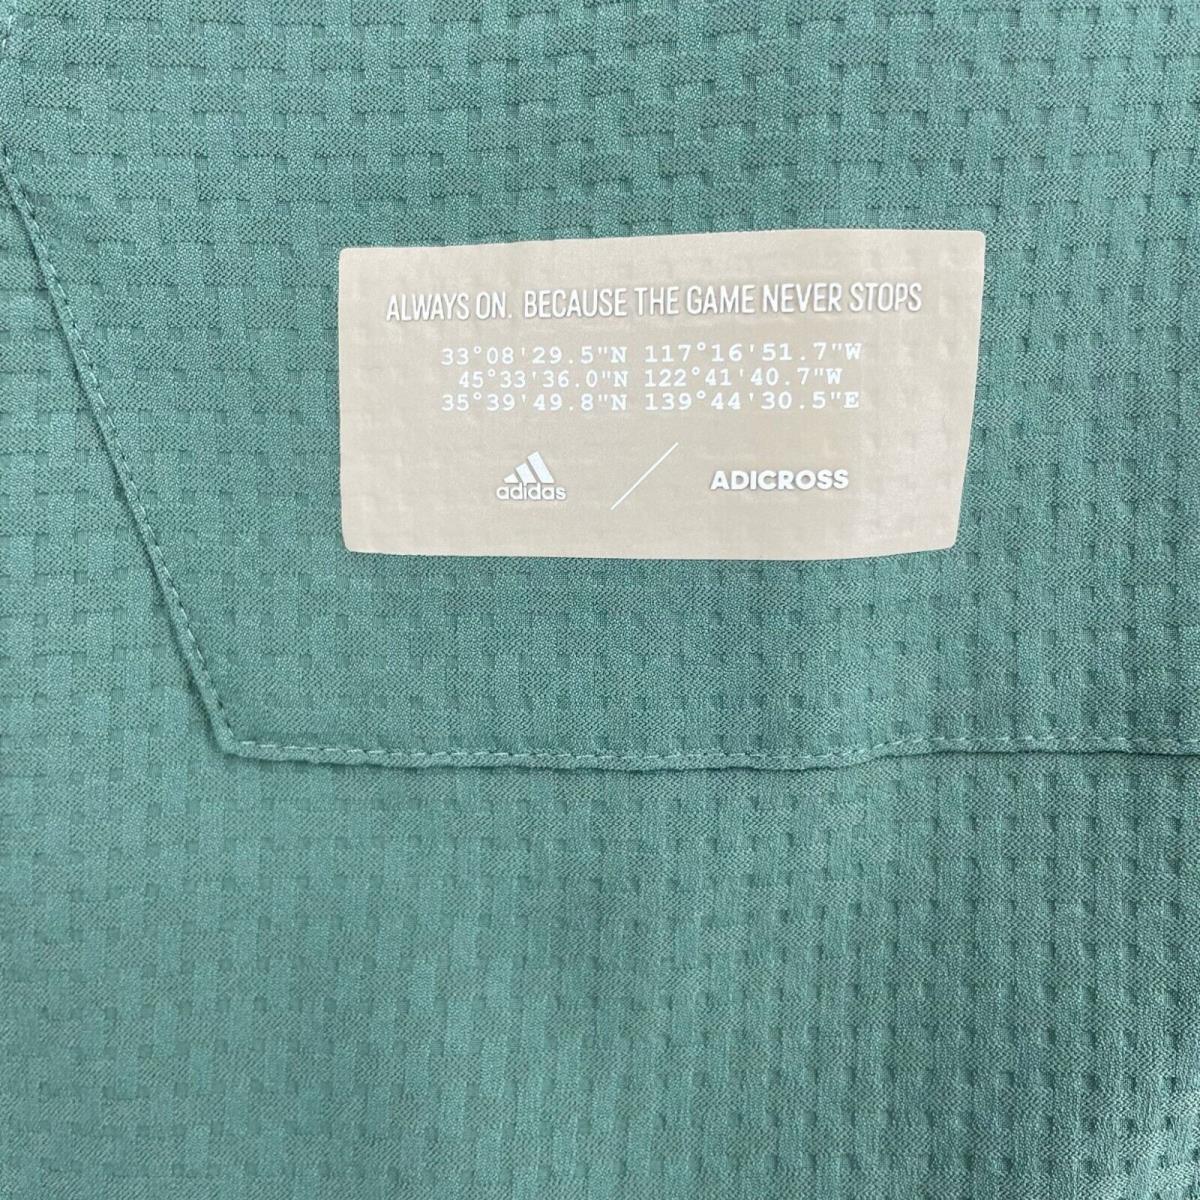 ALWAYS ON. BECAUSE THE GAME NEVER STOPS
33°08'29.5"N 117°16'51.7"W
45°33'36.0"N 122°41'40.7"W
35°39'49.8"N 139°44'30.5"E
adidas / ADICROSS